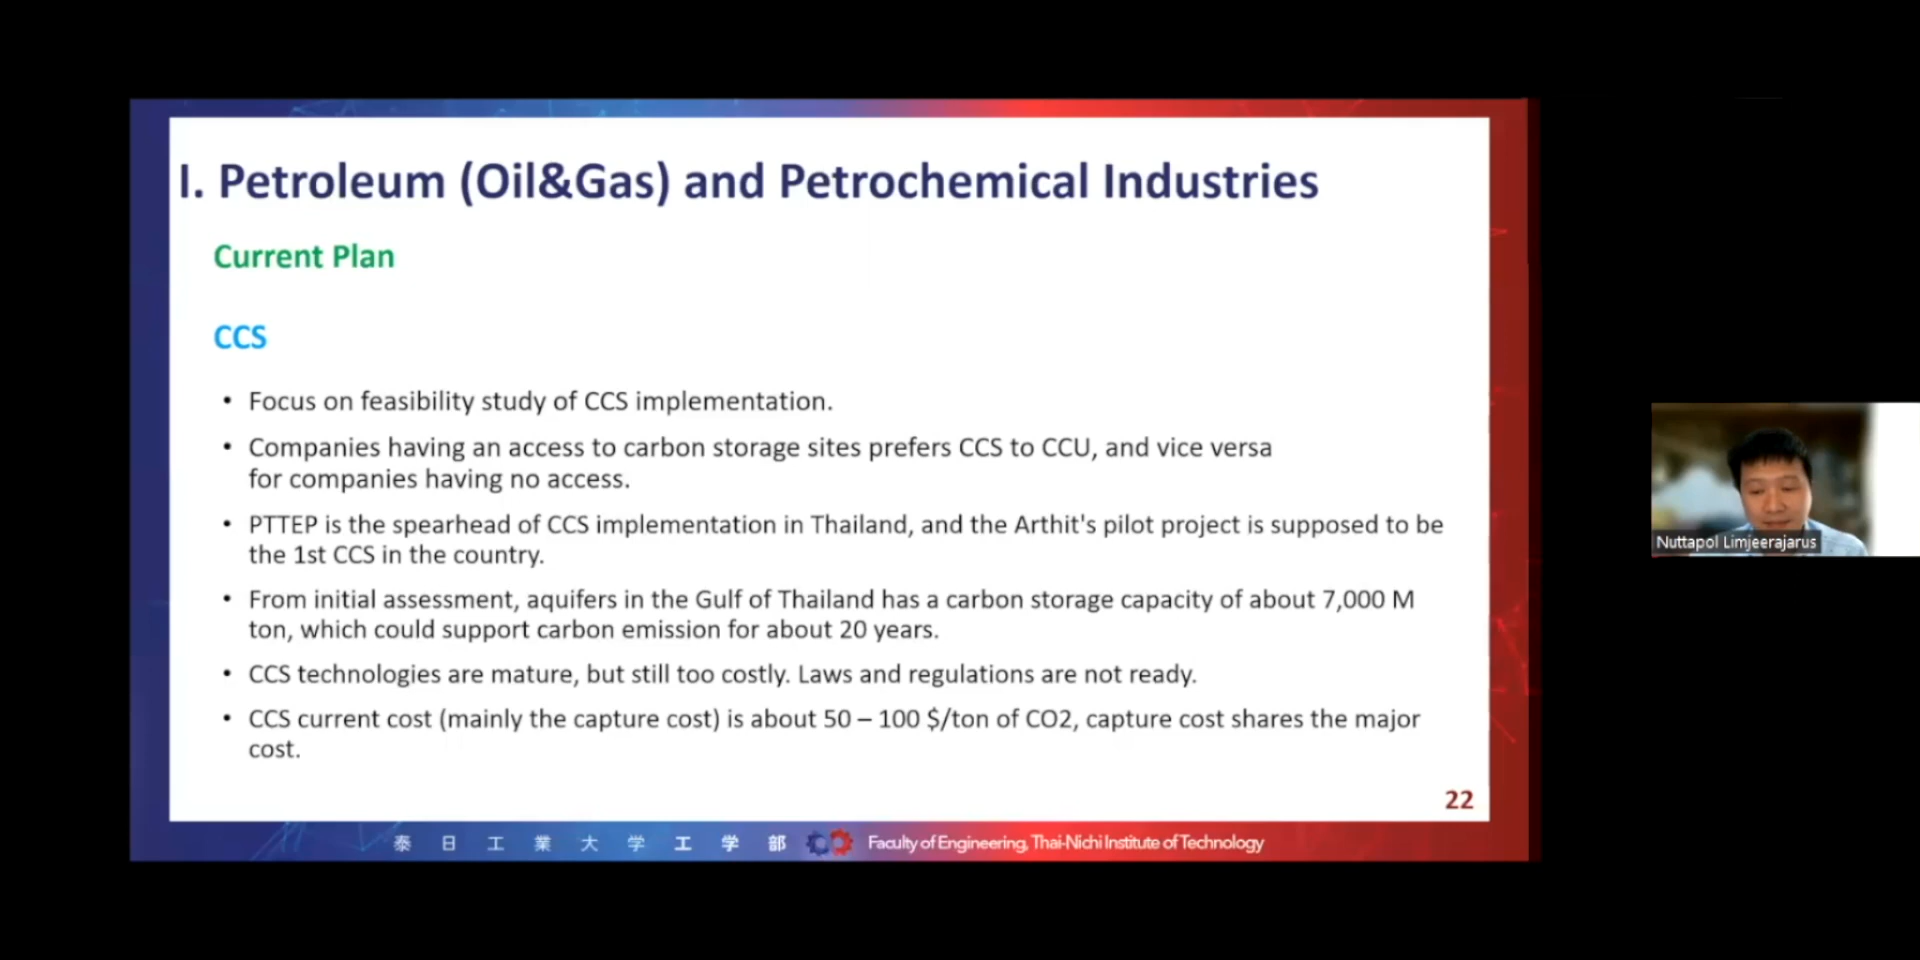 I. Petroleum (Oil&Gas) and Petrochemical Industries
Current Plan
CCS
• Focus on feasibility study of CCS implementation.
• Companies having an access to carbon storage sites prefers CCS to CCU, and vice versa
for companies having no access.
• PTTEP is the spearhead of CCS implementation in Thailand, and the Arthit's pilot project is supposed to be
the 1st CCS in the country.
• From initial assessment, aquifers in the Gulf of Thailand has a carbon storage capacity of about 7,000 M
ton, which could support carbon emission for about 20 years.
• CCS technologies are mature, but still too costly. Laws and regulations are not ready.
• CCS current cost (mainly the capture cost) is about 50 – 100 $/ton of CO2, capture cost shares the major
cost.
22
泰日工業大学工学部 Faculty of Engineering, Thai-Nichi Institute of Technology
Nuttapol Limjeerajarus